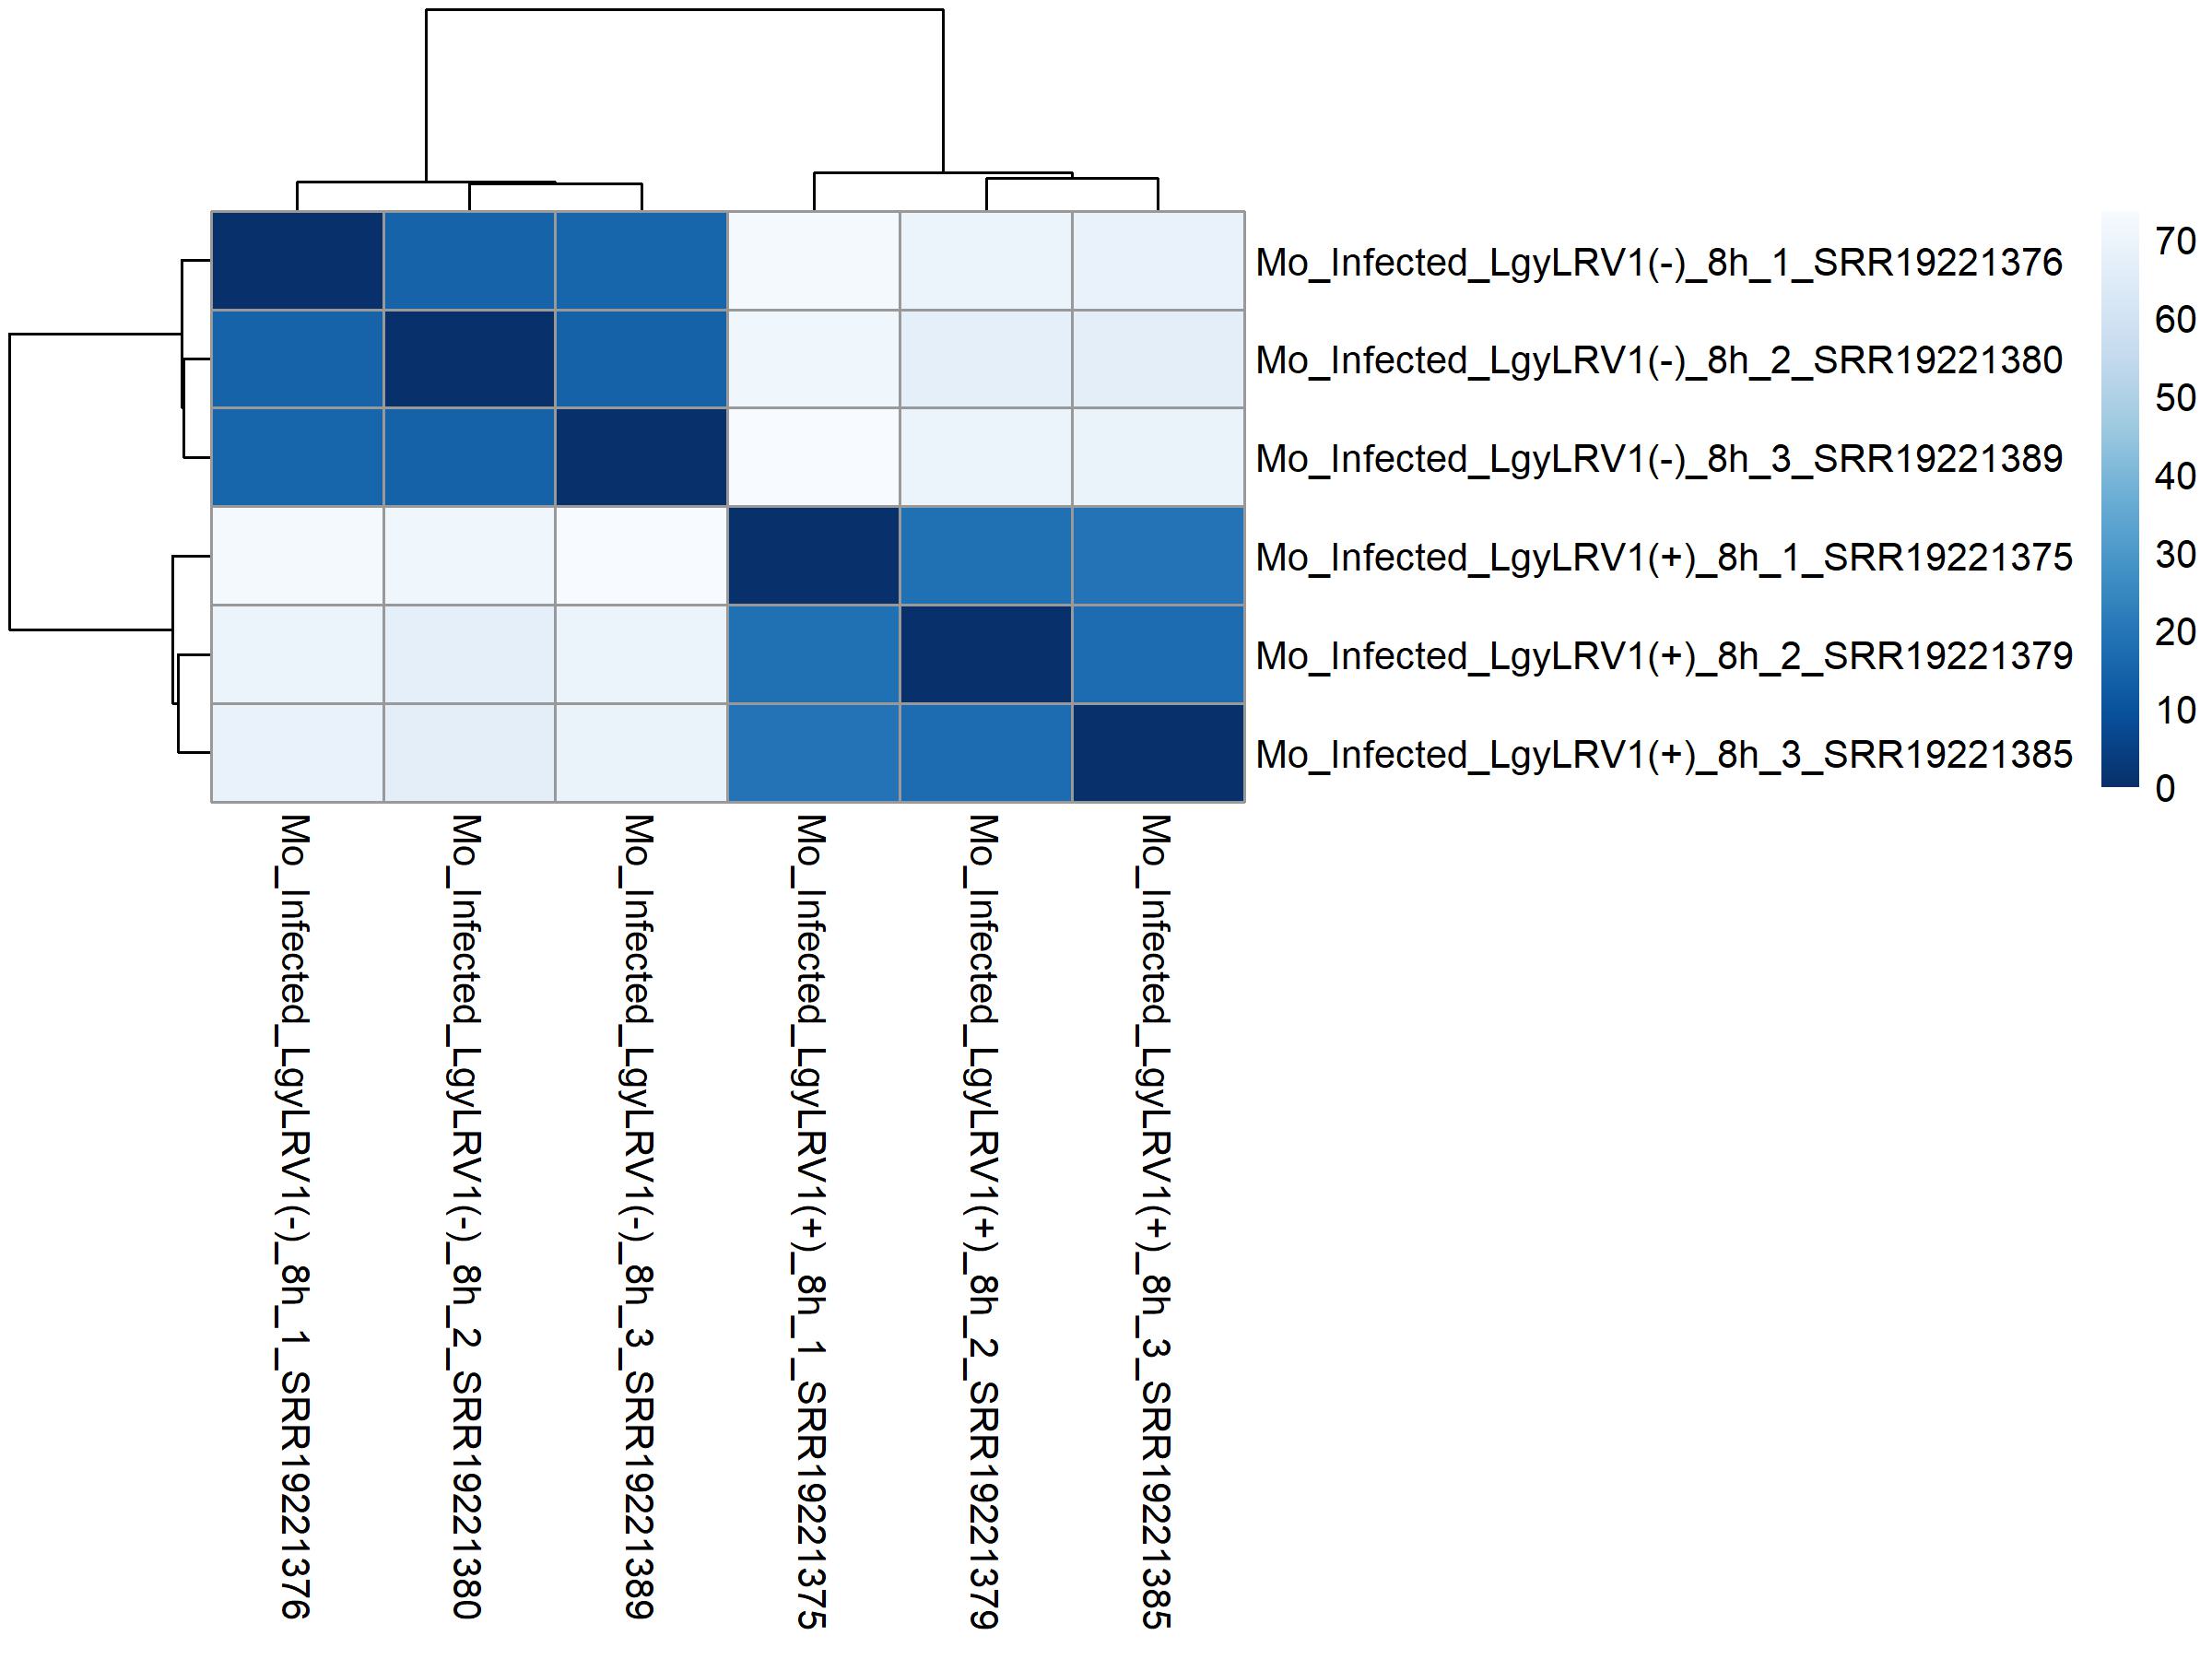 Mo_Infected_LgyLRV1(-)_8h_1_SRR19221376
Mo_Infected_LgyLRV1(-)_8h_2_SRR19221380
Mo_Infected_LgyLRV1(-)_8h_3_SRR19221389
Mo_Infected_LgyLRV1(+)_8h_1_SRR19221375
Mo_Infected_LgyLRV1(+)_8h_2_SRR19221379
Mo_Infected_LgyLRV1(+)_8h_3_SRR19221385
70
60
50
40
30
20
10
0
Mo_Infected_LgyLRV1(-)_8h_1_SRR19221376
Mo_Infected_LgyLRV1(-)_8h_2_SRR19221380
Mo_Infected_LgyLRV1(-)_8h_3_SRR19221389
Mo_Infected_LgyLRV1(+)_8h_1_SRR19221375
Mo_Infected_LgyLRV1(+)_8h_2_SRR19221379
Mo_Infected_LgyLRV1(+)_8h_3_SRR19221385